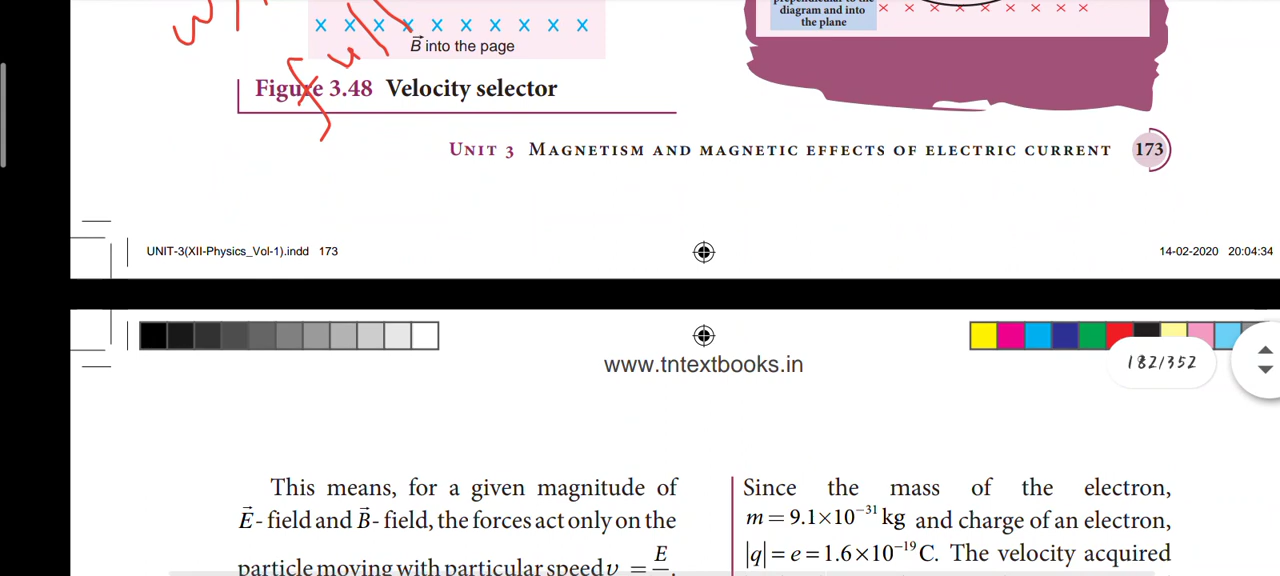 perpendicular to the
diagram and into
the plane
× × × × × × × × ×
× × × × × × × × ×
B⃗ into the page
Figure 3.48 Velocity selector
UNIT 3 MAGNETISM AND MAGNETIC EFFECTS OF ELECTRIC CURRENT 173
UNIT-3(XII-Physics_Vol-1).indd 173
14-02-2020 20:04:34
www.tntextbooks.in
182/352
This means, for a given magnitude of
E⃗ - field and B⃗ - field, the forces act only on the
particle moving with particular speed υ = E
Since the mass of the electron,
m = 9.1×10⁻³¹ kg and charge of an electron,
|q| = e = 1.6×10⁻¹⁹ C. The velocity acquired